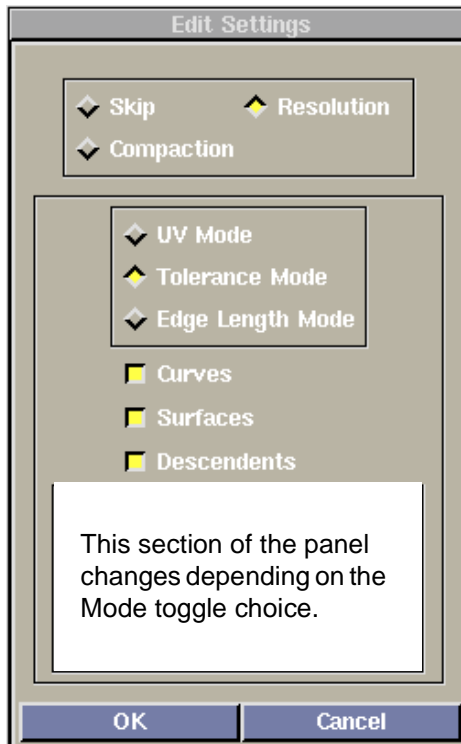 Edit Settings
Skip Resolution
Compaction
UV Mode
Tolerance Mode
Edge Length Mode
Curves
Surfaces
Descendents
This section of the panel
changes depending on the
Mode toggle choice.
OK Cancel